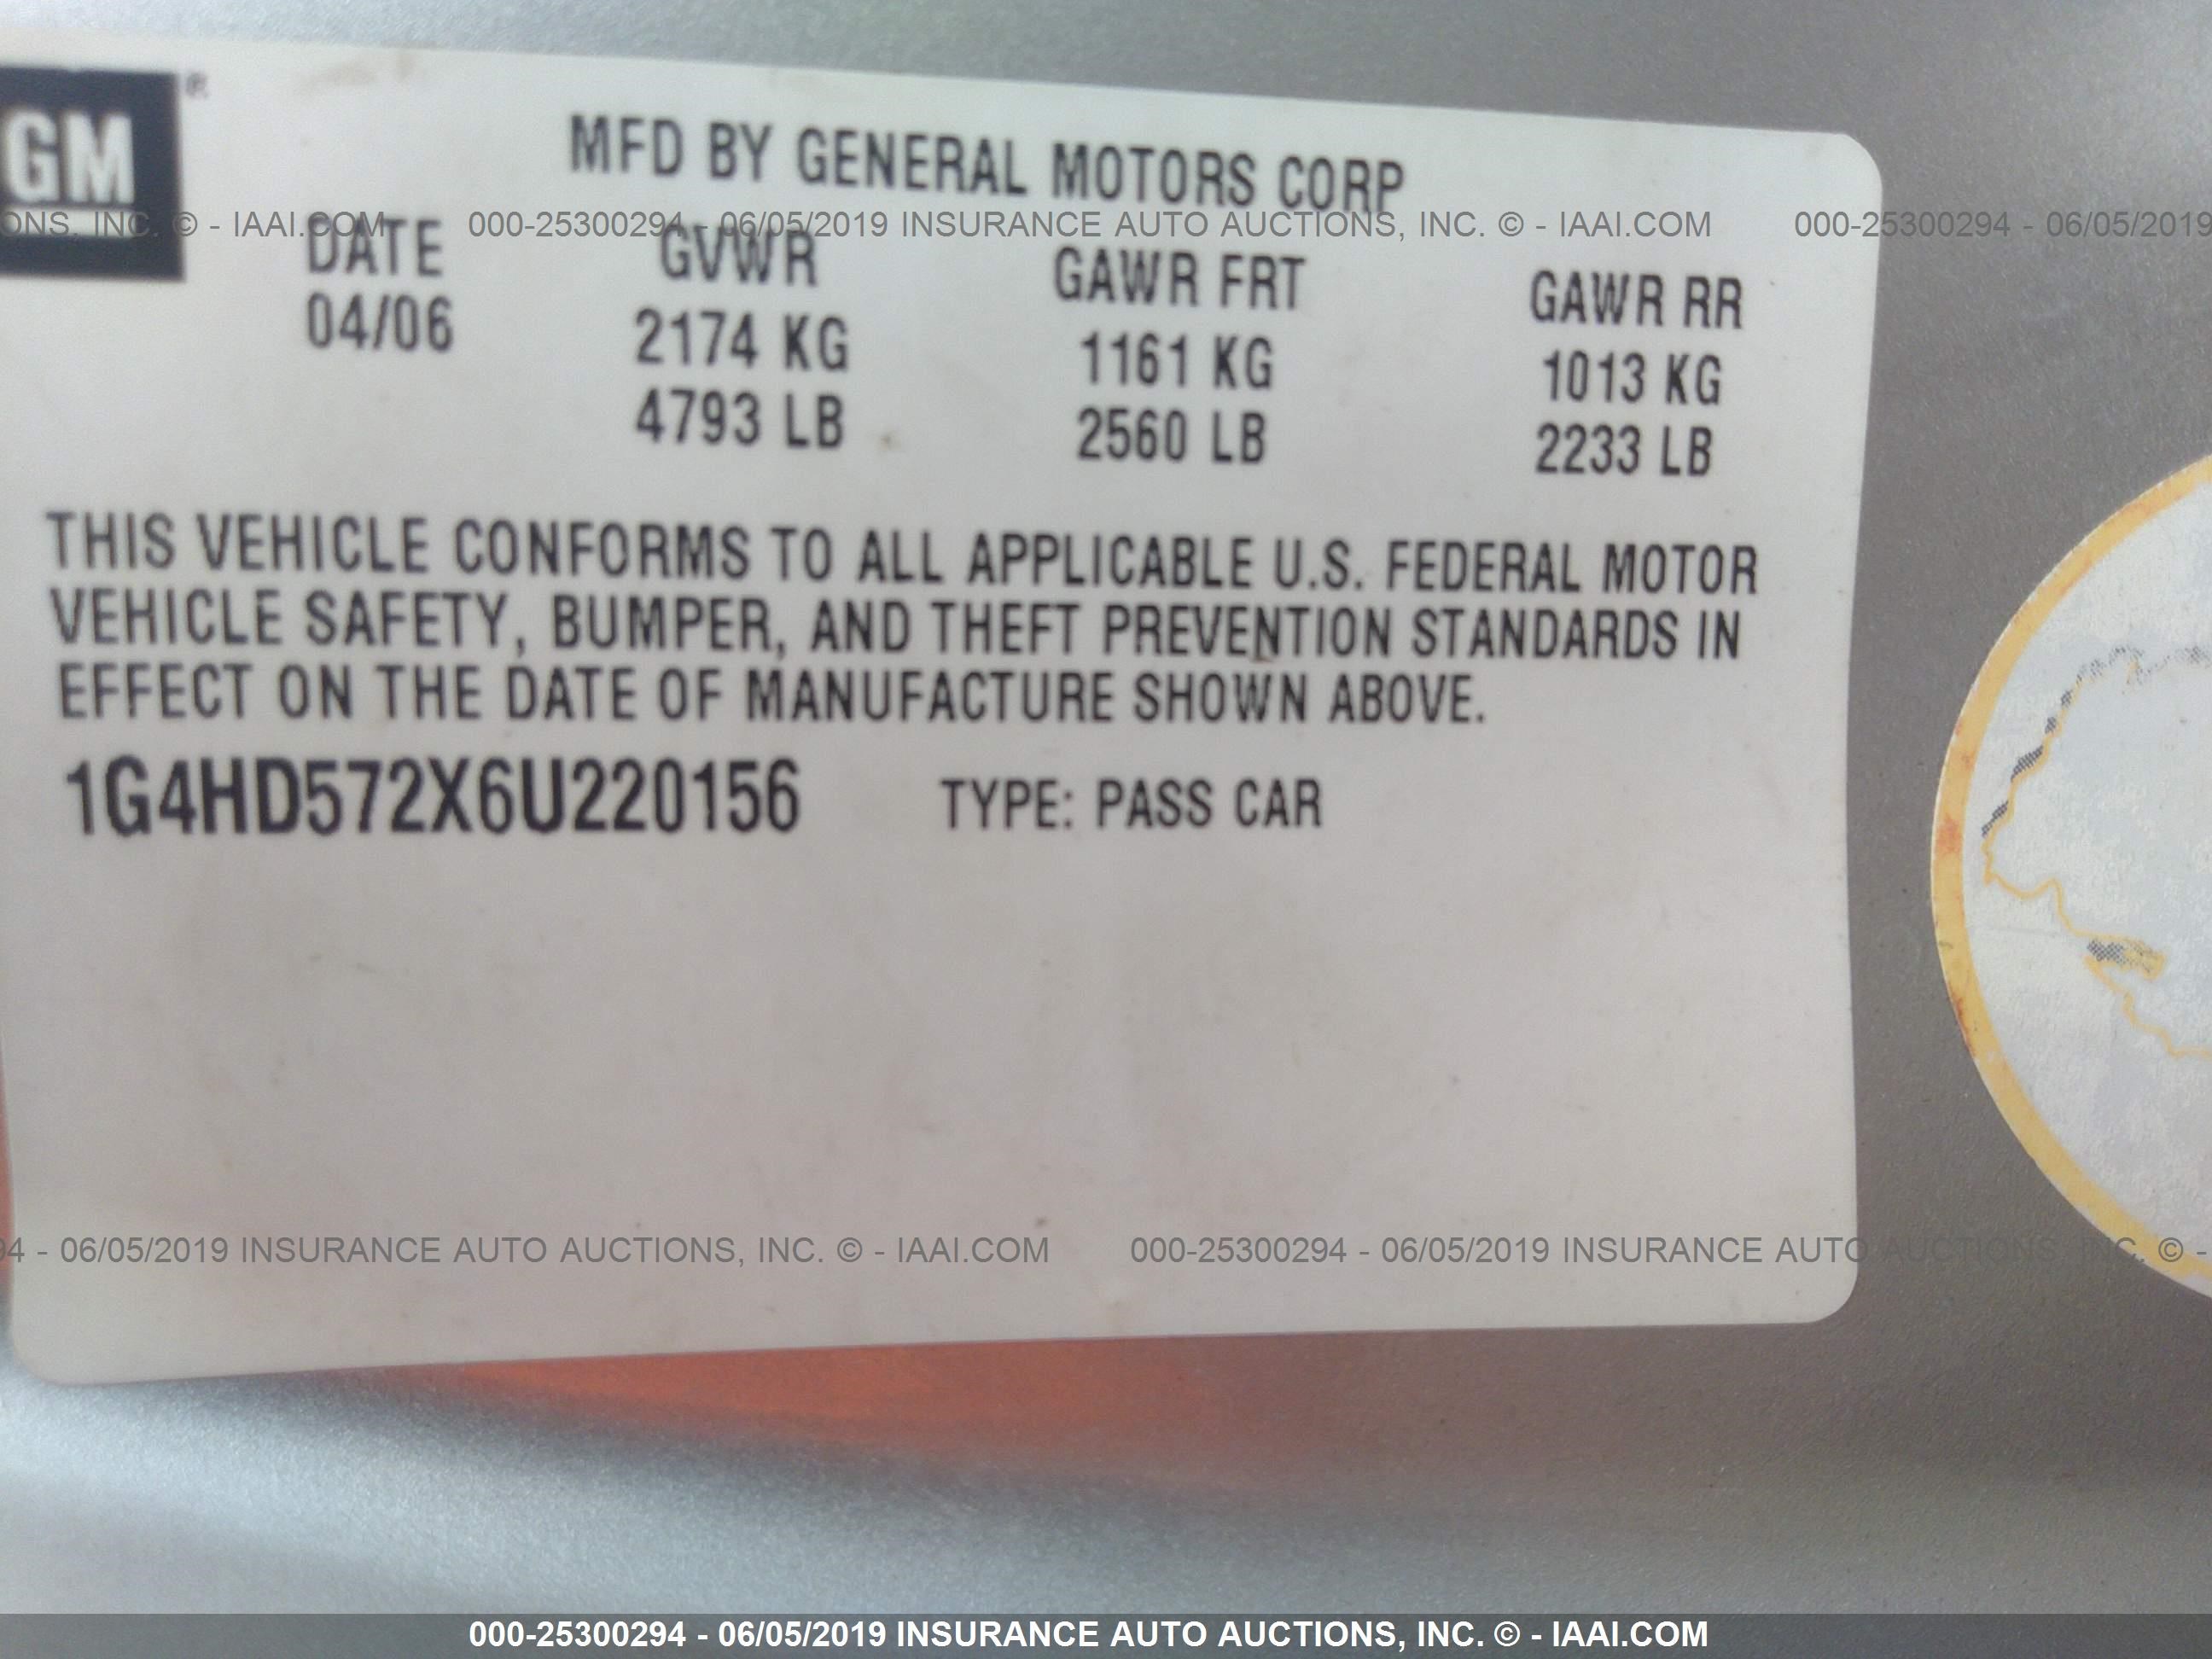 GM ®
MFD BY GENERAL MOTORS CORP
ONS, INC. © - IAAI.COM 000-25300294 - 06/05/2019 INSURANCE AUTO AUCTIONS, INC. © - IAAI.COM 000-25300294 - 06/05/2019
DATE GVWR GAWR FRT GAWR RR
04/06 2174 KG 1161 KG 1013 KG
4793 LB 2560 LB 2233 LB
THIS VEHICLE CONFORMS TO ALL APPLICABLE U.S. FEDERAL MOTOR
VEHICLE SAFETY, BUMPER, AND THEFT PREVENTION STANDARDS IN
EFFECT ON THE DATE OF MANUFACTURE SHOWN ABOVE.
1G4HD572X6U220156 TYPE: PASS CAR
94 - 06/05/2019 INSURANCE AUTO AUCTIONS, INC. © - IAAI.COM 000-25300294 - 06/05/2019 INSURANCE AUTO AUCTIONS, INC. © -
000-25300294 - 06/05/2019 INSURANCE AUTO AUCTIONS, INC. © - IAAI.COM